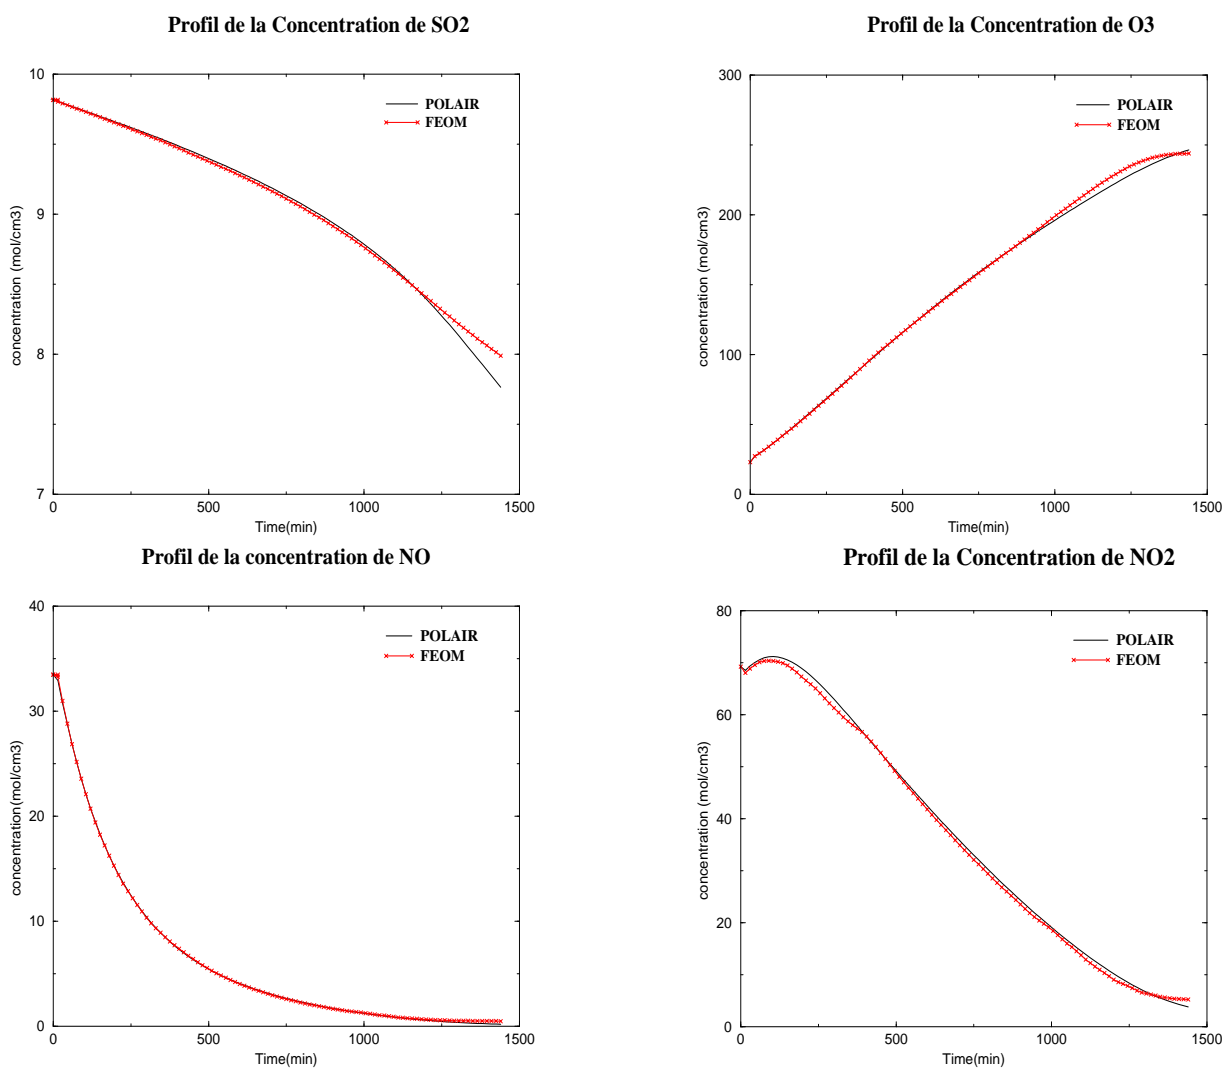 Profil de la Concentration de SO2
10
9
8
7
concentration (mol/cm3)
POLAIR
FEOM
0
500
1000
1500
Time(min)
Profil de la Concentration de O3
300
200
100
0
concentration (mol/cm3)
POLAIR
FEOM
0
500
1000
1500
Time(min)
Profil de la concentration de NO
40
30
20
10
0
concentration(mol/cm3)
POLAIR
FEOM
0
500
1000
1500
Time(min)
Profil de la Concentration de NO2
80
60
40
20
0
concentration (mol/cm3)
POLAIR
FEOM
0
500
1000
1500
Time(min)